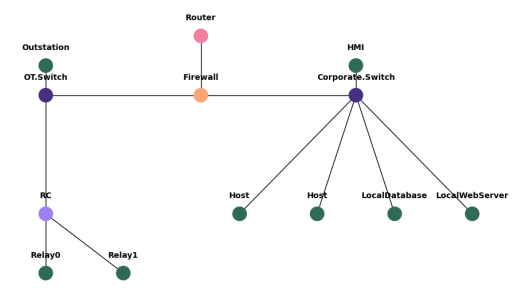 Router
Outstation
HMI
OT.Switch
Firewall
Corporate.Switch
RC
Host
Host
LocalDatabase
LocalWebServer
Relay0
Relay1